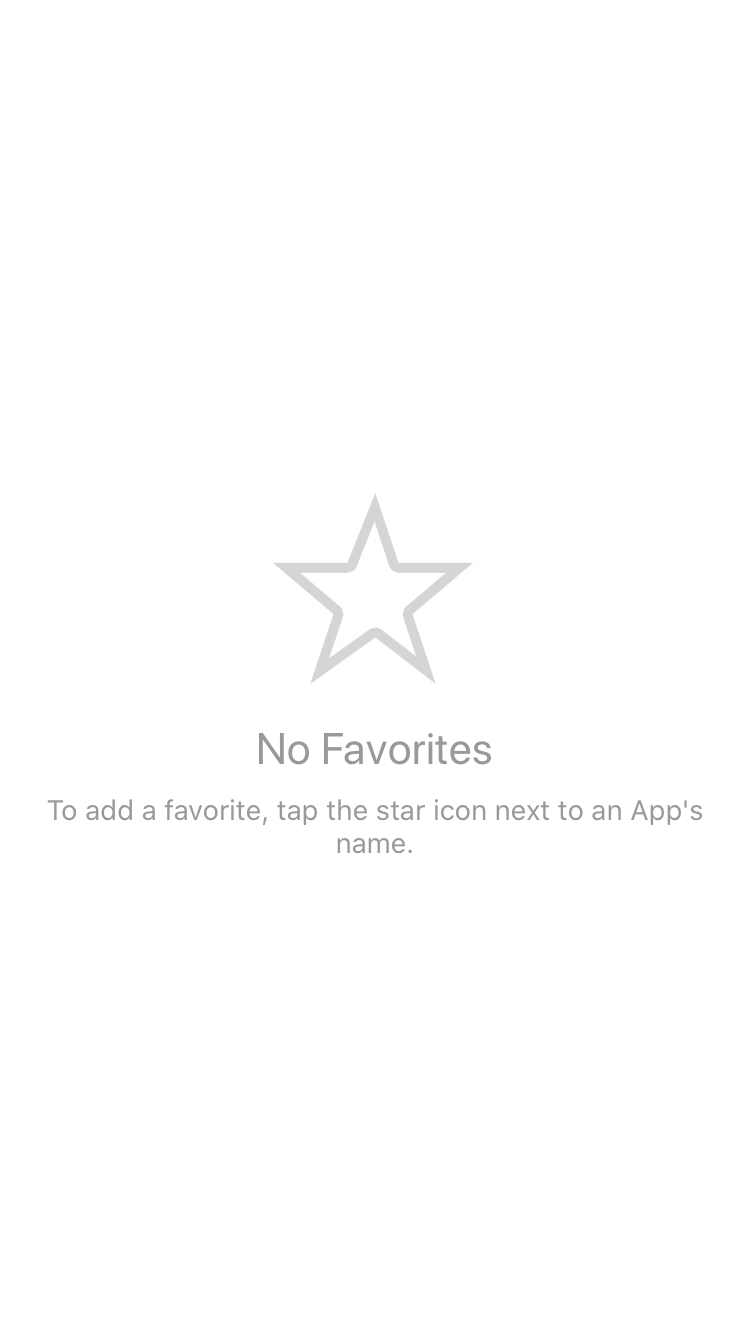 No Favorites
To add a favorite, tap the star icon next to an App's
name.